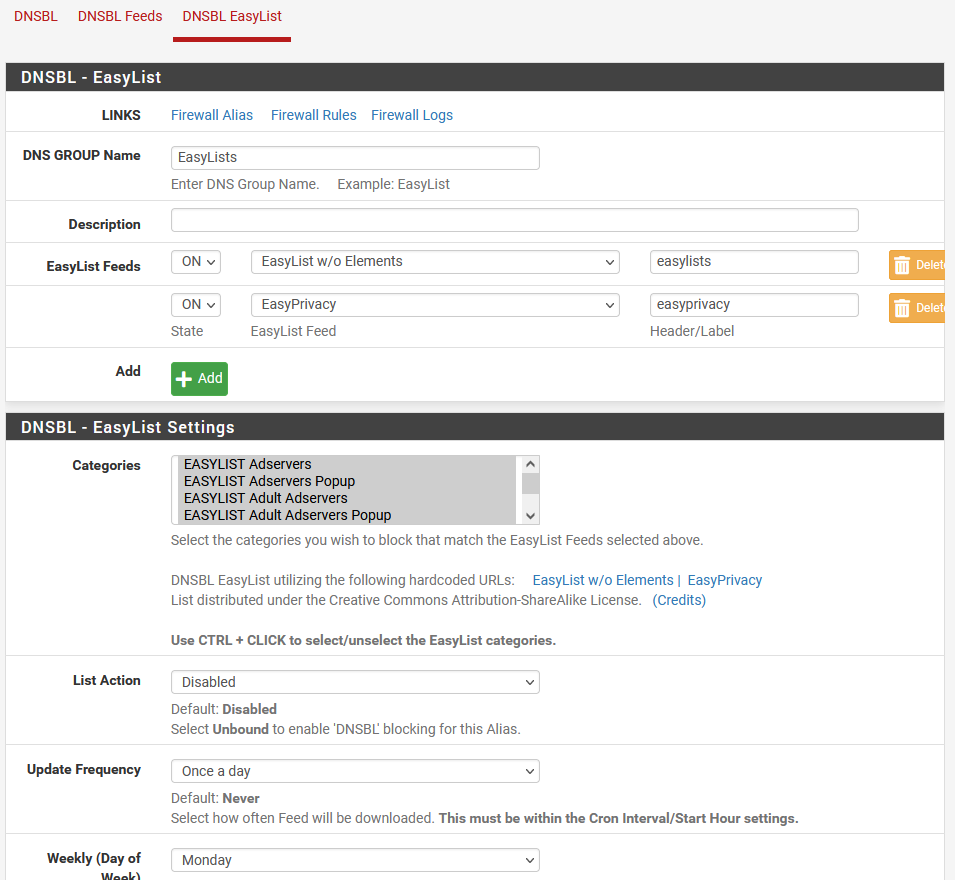 DNSBL DNSBL Feeds DNSBL EasyList
DNSBL - EasyList
LINKS Firewall Alias Firewall Rules Firewall Logs
DNS GROUP Name EasyLists
Enter DNS Group Name. Example: EasyList
Description
EasyList Feeds ON EasyList w/o Elements easylists Delete
ON EasyPrivacy easyprivacy Delete
State EasyList Feed Header/Label
Add Add
DNSBL - EasyList Settings
Categories EASYLIST Adservers
EASYLIST Adservers Popup
EASYLIST Adult Adservers
EASYLIST Adult Adservers Popup
Select the categories you wish to block that match the EasyList Feeds selected above.
DNSBL EasyList utilizing the following hardcoded URLs: EasyList w/o Elements | EasyPrivacy
List distributed under the Creative Commons Attribution-ShareAlike License. (Credits)
Use CTRL + CLICK to select/unselect the EasyList categories.
List Action Disabled
Default: Disabled
Select Unbound to enable 'DNSBL' blocking for this Alias.
Update Frequency Once a day
Default: Never
Select how often Feed will be downloaded. This must be within the Cron Interval/Start Hour settings.
Weekly (Day of Monday
Week)